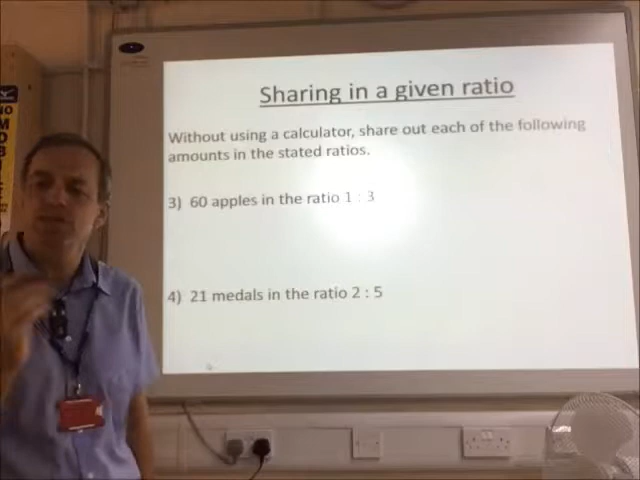 Sharing in a given ratio
Without using a calculator, share out each of the following
amounts in the stated ratios.
3) 60 apples in the ratio 1 : 3
4) 21 medals in the ratio 2 : 5